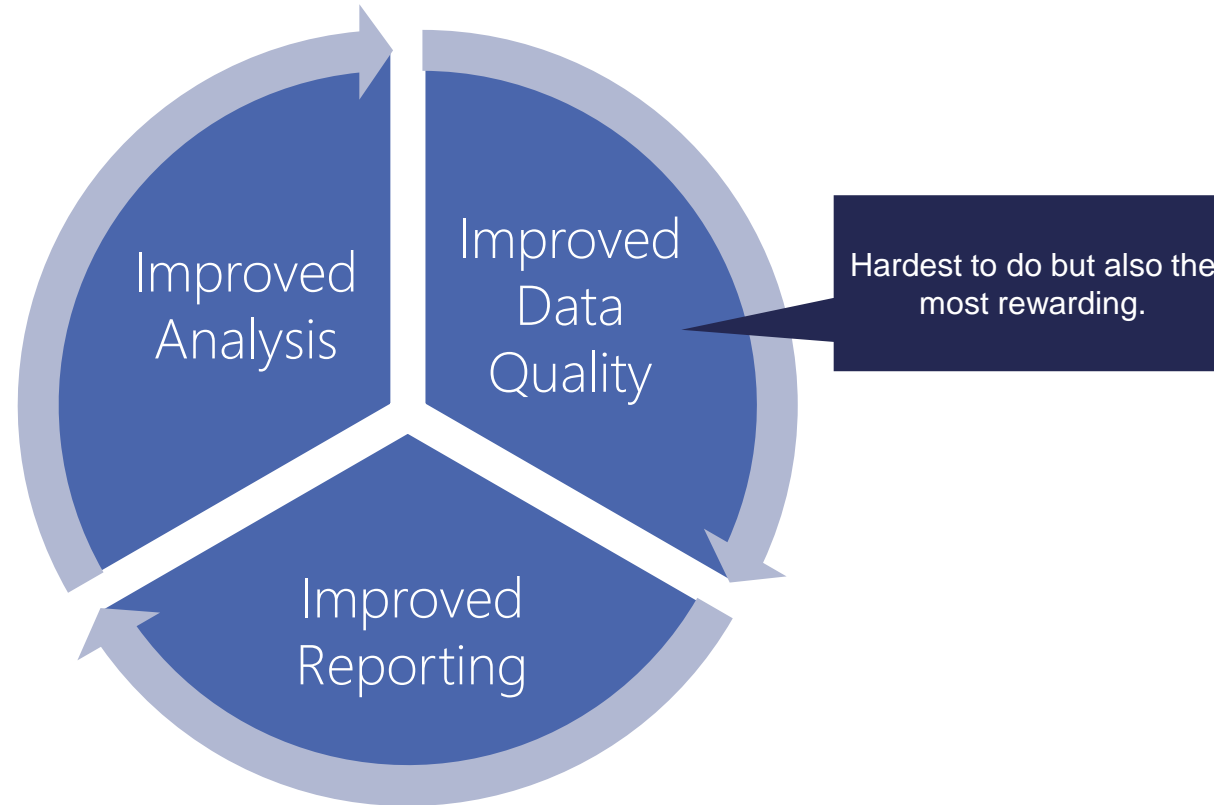 Improved
Analysis
Improved
Data
Quality
Hardest to do but also the
most rewarding.
Improved
Reporting